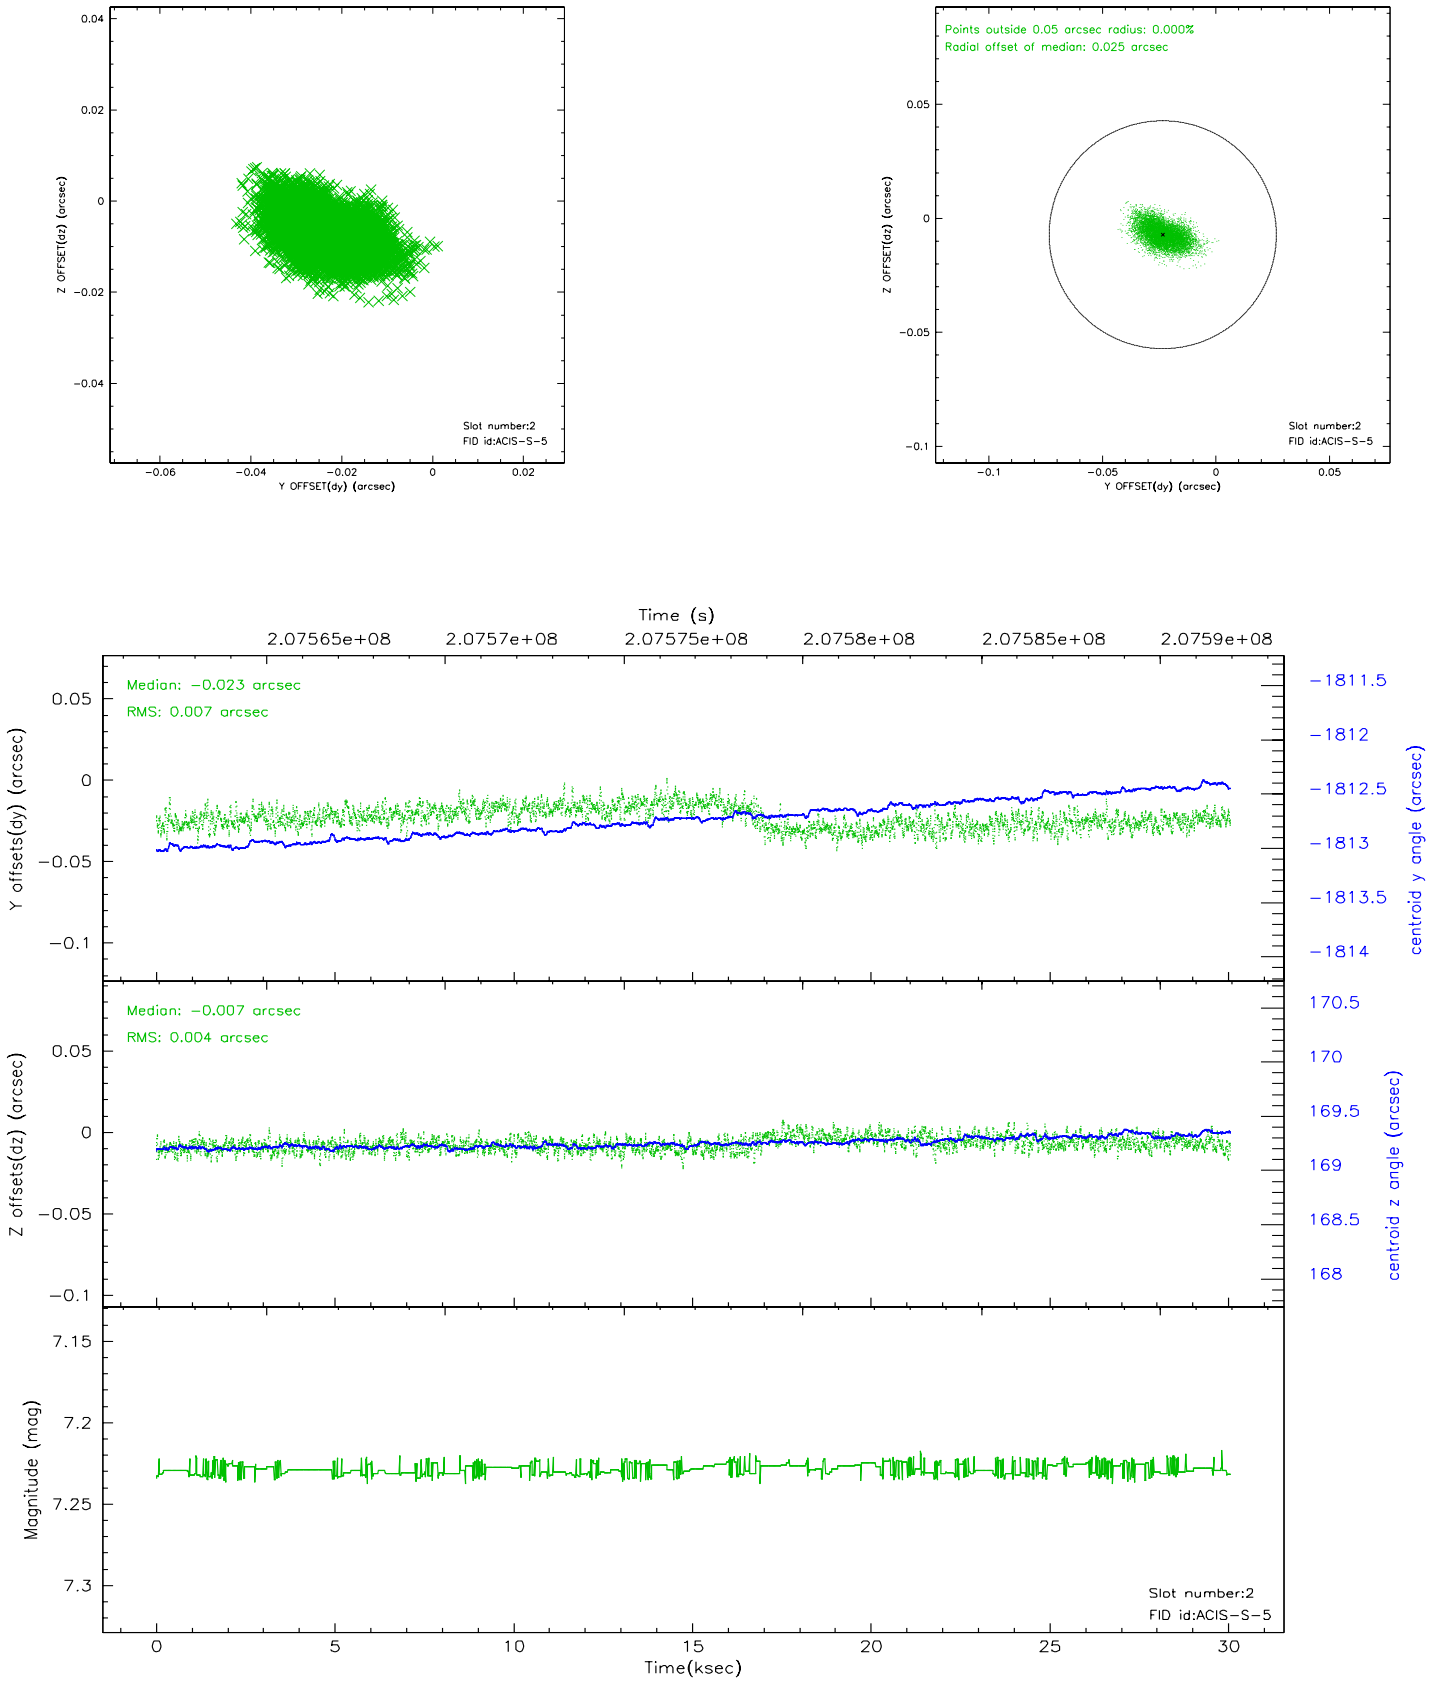 0.04
0.02
0
−0.02
−0.04
Z OFFSET(dz) (arcsec)
Slot number:2
FID id:ACIS−S−5
−0.06
−0.04
−0.02
0
0.02
Y OFFSET(dy) (arcsec)
Points outside 0.05 arcsec radius: 0.000%
Radial offset of median: 0.025 arcsec
0.05
0
−0.05
−0.1
Z OFFSET(dz) (arcsec)
Slot number:2
FID id:ACIS−S−5
−0.1
−0.05
0
0.05
Y OFFSET(dy) (arcsec)
Time (s)
2.07565e+08
2.0757e+08
2.07575e+08
2.0758e+08
2.07585e+08
2.0759e+08
Median: −0.023 arcsec
RMS: 0.007 arcsec
0.05
0
−0.05
−0.1
Y offsets(dy) (arcsec)
−1811.5
−1812
−1812.5
−1813
−1813.5
−1814
centroid y angle (arcsec)
Median: −0.007 arcsec
RMS: 0.004 arcsec
0.05
0
−0.05
−0.1
Z offsets(dz) (arcsec)
170.5
170
169.5
169
168.5
168
centroid z angle (arcsec)
7.15
7.2
7.25
7.3
Magnitude (mag)
Slot number:2
FID id:ACIS−S−5
0
5
10
15
20
25
30
Time(ksec)